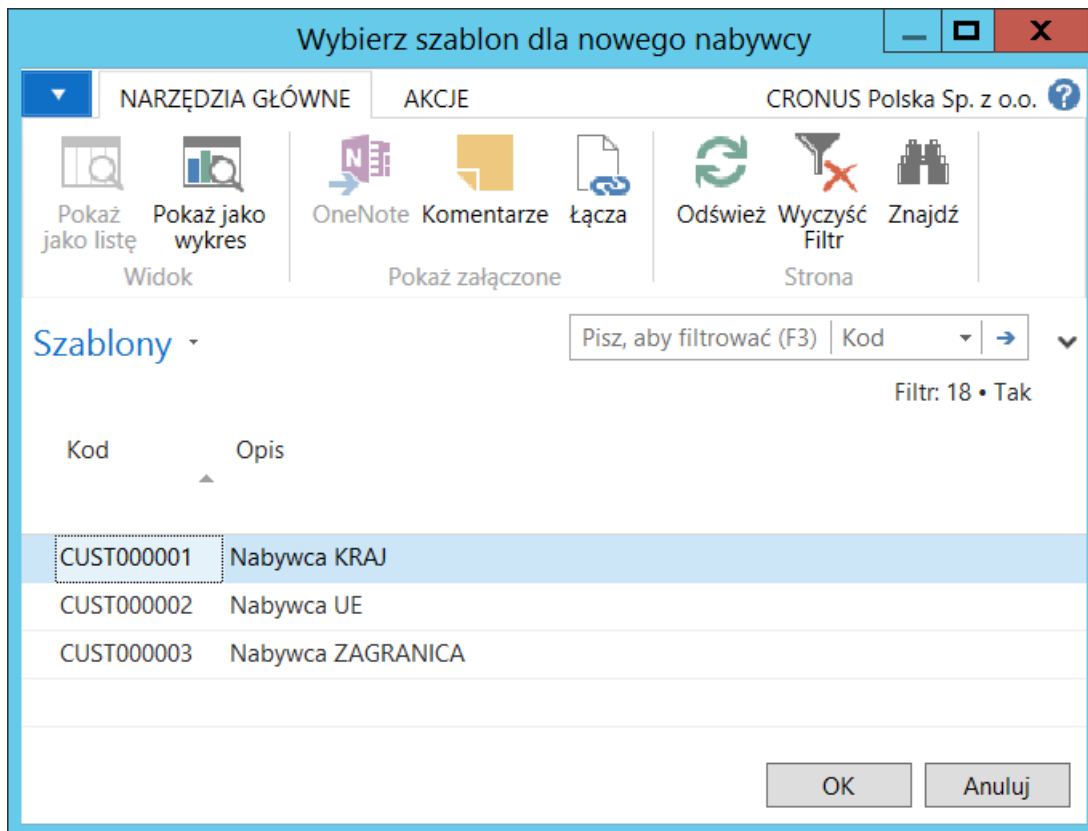 Wybierz szablon dla nowego nabywcy
NARZĘDZIA GŁÓWNE AKCJE CRONUS Polska Sp. z o.o. ?
Pokaż jako listę Pokaż jako wykres OneNote Komentarze Łącza Odśwież Wyczyść Filtr Znajdź
Widok Pokaż załączone Strona
Szablony Pisz, aby filtrować (F3) Kod
Filtr: 18 • Tak
Kod Opis
CUST000001 Nabywca KRAJ
CUST000002 Nabywca UE
CUST000003 Nabywca ZAGRANICA
OK Anuluj